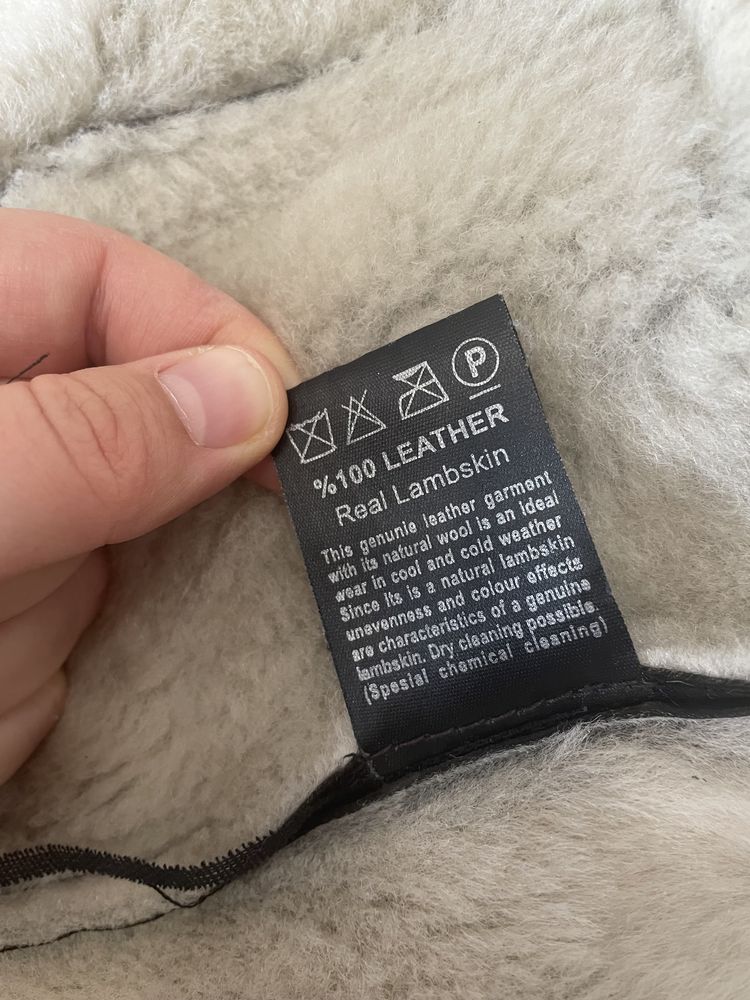 P
%100 LEATHER
Real Lambskin
This genunie leather garment
with its natural wool is an ideal
wear in cool and cold weather
Since its is a natural lambskin
unevenness and colour effects
are characteristics of a genuine
lambskin. Dry cleaning possible.
(Spesial chemical cleaning)